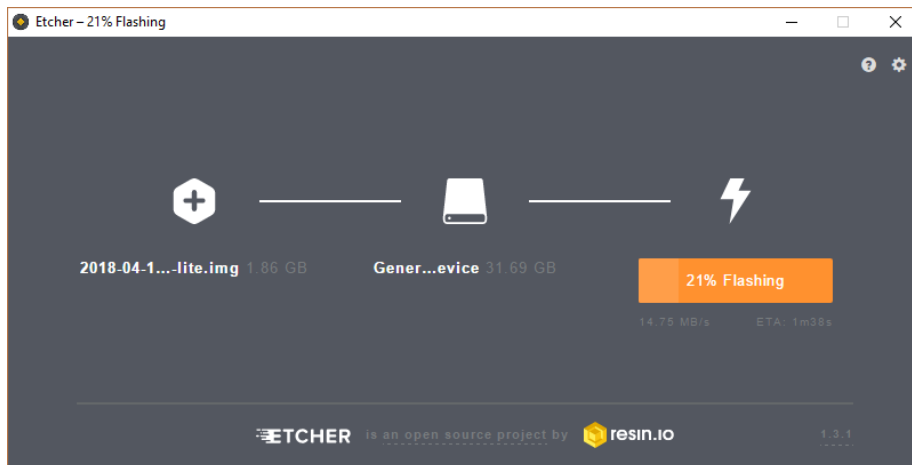 Etcher – 21% Flashing
2018-04-1...-lite.img 1.86 GB
Gener...evice 31.69 GB
21% Flashing
14.75 MB/s ETA: 1m38s
ETCHER is an open source project by resin.io 1.3.1